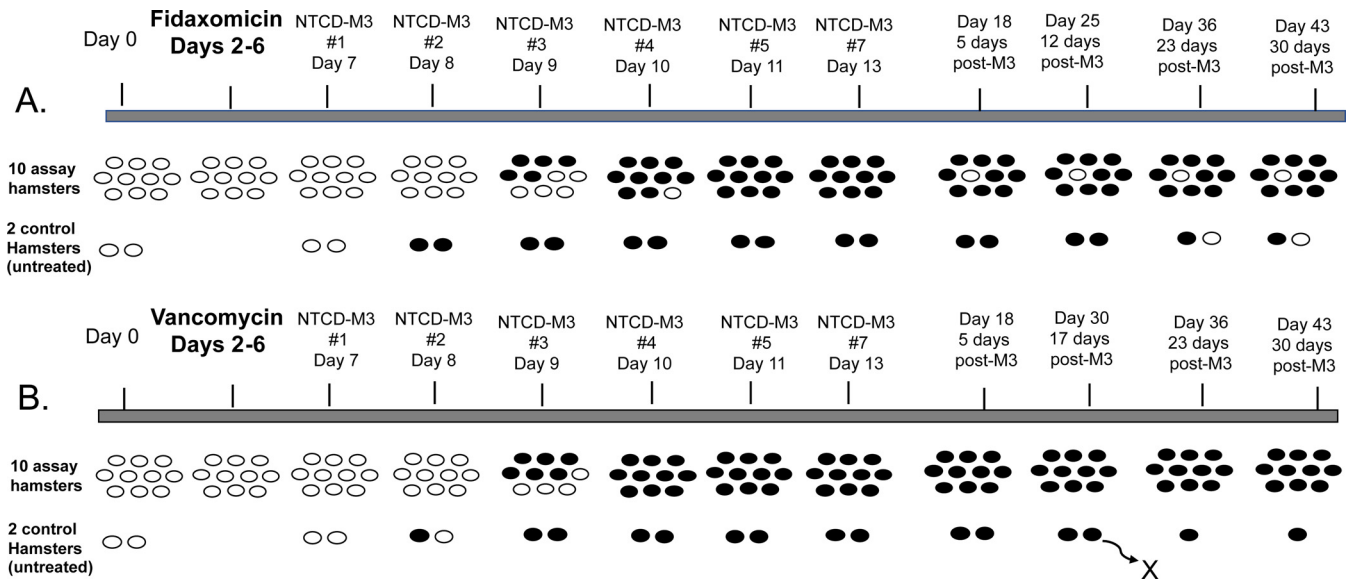 A.
Day 0
Fidaxomicin
Days 2-6
NTCD-M3
#1
Day 7
NTCD-M3
#2
Day 8
NTCD-M3
#3
Day 9
NTCD-M3
#4
Day 10
NTCD-M3
#5
Day 11
NTCD-M3
#7
Day 13
Day 18
5 days
post-M3
Day 25
12 days
post-M3
Day 36
23 days
post-M3
Day 43
30 days
post-M3
10 assay
hamsters
2 control
Hamsters
(untreated)
B.
Day 0
Vancomycin
Days 2-6
NTCD-M3
#1
Day 7
NTCD-M3
#2
Day 8
NTCD-M3
#3
Day 9
NTCD-M3
#4
Day 10
NTCD-M3
#5
Day 11
NTCD-M3
#7
Day 13
Day 18
5 days
post-M3
Day 30
17 days
post-M3
Day 36
23 days
post-M3
Day 43
30 days
post-M3
10 assay
hamsters
2 control
Hamsters
(untreated)
X